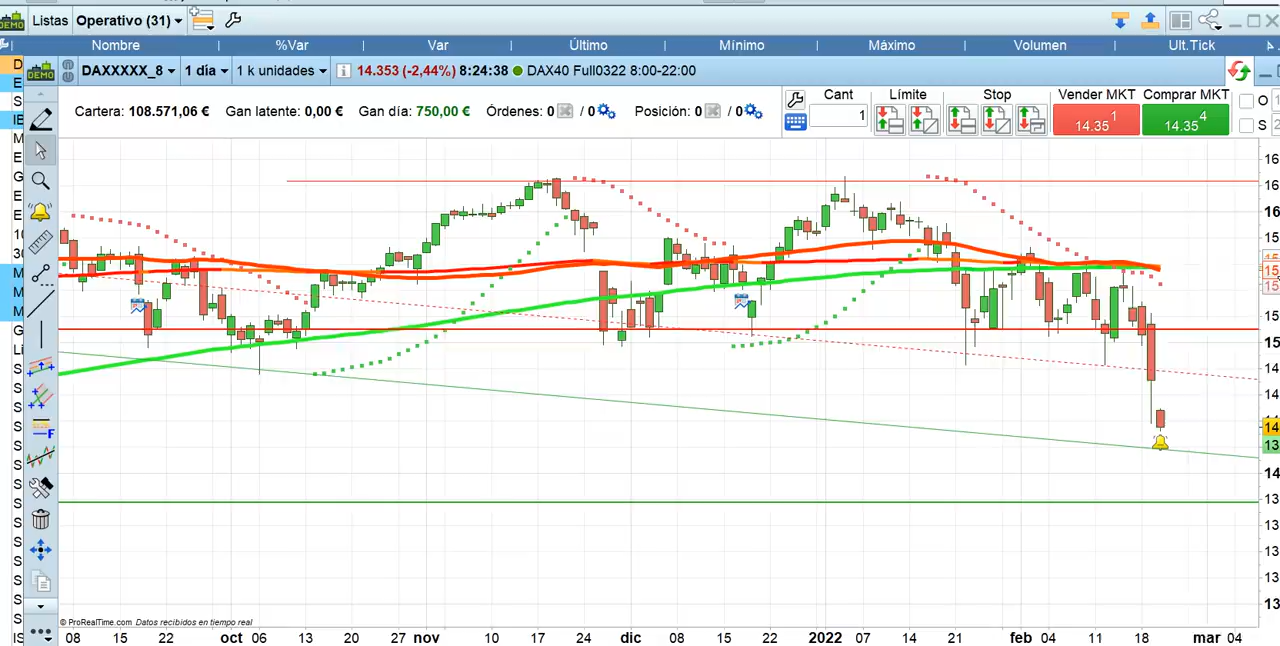 DEMO Listas Operativo (31)
Nombre %Var Var Último Mínimo Máximo Volumen Ult.Tick
DEMO DAXXXXX_8 1 día 1 k unidades 14.353 (-2,44%) 8:24:38 DAX40 Full0322 8:00-22:00
Cartera: 108.571,06 € Gan latente: 0,00 € Gan día: 750,00 € Órdenes: 0 / 0 Posición: 0 / 0
Cant Límite Stop Vender MKT Comprar MKT
1 14.35 1 14.35 4
© ProRealTime.com Datos recibidos en tiempo real
08 15 22 oct 06 13 20 27 nov 10 17 24 dic 08 15 22 2022 07 14 21 feb 04 11 18 mar 04